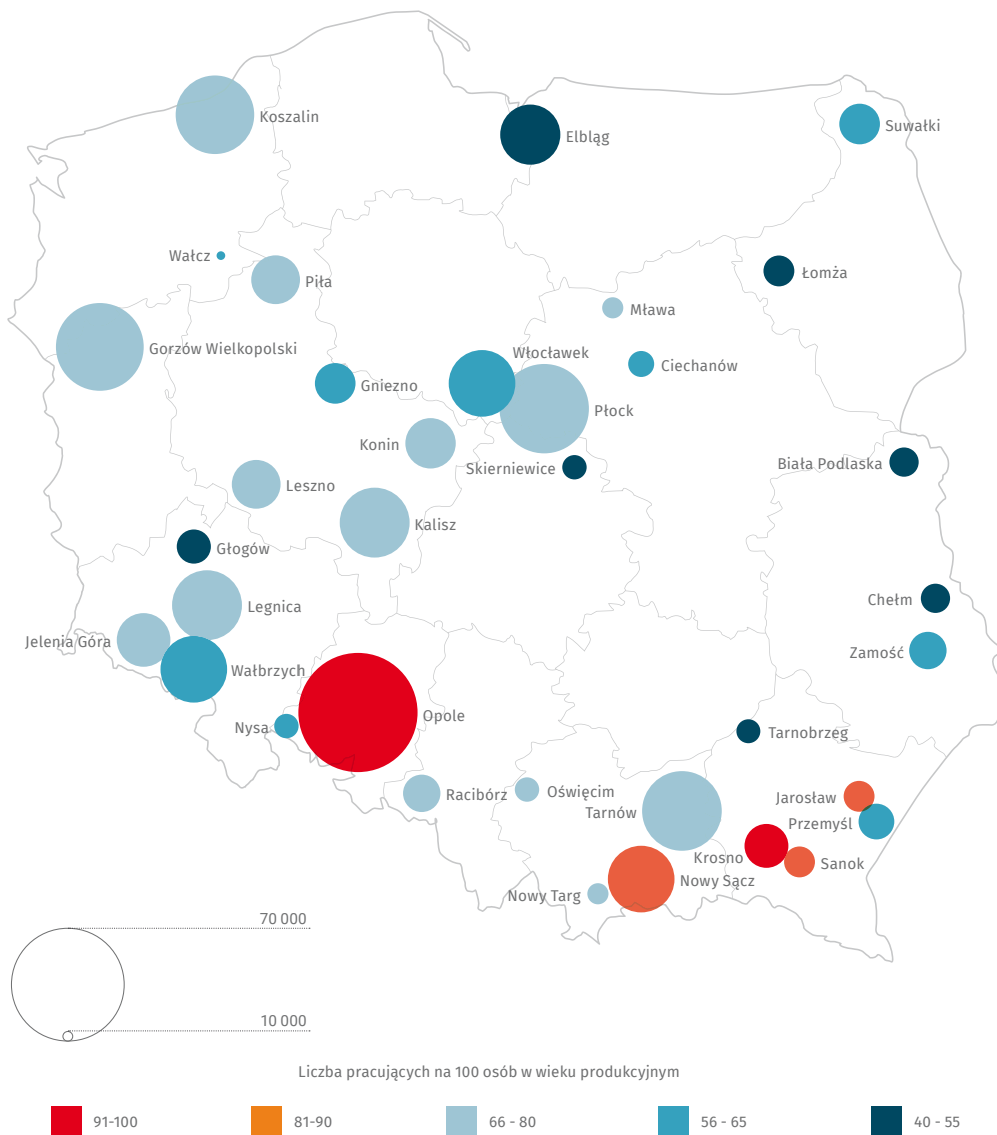 Koszalin
Elbląg
Suwałki
Wałcz
Piła
Łomża
Mława
Gorzów Wielkopolski
Włocławek
Ciechanów
Gniezno
Płock
Konin
Skierniewice
Biała Podlaska
Leszno
Kalisz
Głogów
Chełm
Legnica
Jelenia Góra
Zamość
Wałbrzych
Opole
Nysa
Tarnobrzeg
Racibórz
Oświęcim
Jarosław
Tarnów
Przemyśl
Krosno
Sanok
Nowy Sącz
Nowy Targ
70 000
10 000
Liczba pracujących na 100 osób w wieku produkcyjnym
91-100
81-90
66 - 80
56 - 65
40 - 55